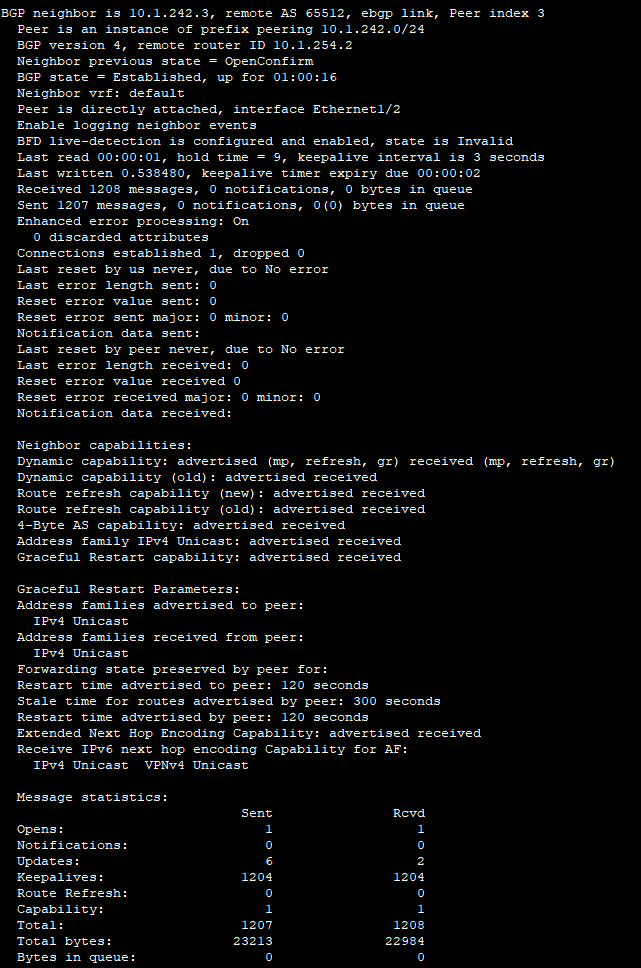 BGP neighbor is 10.1.242.3, remote AS 65512, ebgp link, Peer index 3
Peer is an instance of prefix peering 10.1.242.0/24
BGP version 4, remote router ID 10.1.254.2
Neighbor previous state = OpenConfirm
BGP state = Established, up for 01:00:16
Neighbor vrf: default
Peer is directly attached, interface Ethernet1/2
Enable logging neighbor events
BFD live-detection is configured and enabled, state is Invalid
Last read 00:00:01, hold time = 9, keepalive interval is 3 seconds
Last written 0.538480, keepalive timer expiry due 00:00:02
Received 1208 messages, 0 notifications, 0 bytes in queue
Sent 1207 messages, 0 notifications, 0(0) bytes in queue
Enhanced error processing: On
0 discarded attributes
Connections established 1, dropped 0
Last reset by us never, due to No error
Last error length sent: 0
Reset error value sent: 0
Reset error sent major: 0 minor: 0
Notification data sent:
Last reset by peer never, due to No error
Last error length received: 0
Reset error value received 0
Reset error received major: 0 minor: 0
Notification data received:
Neighbor capabilities:
Dynamic capability: advertised (mp, refresh, gr) received (mp, refresh, gr)
Dynamic capability (old): advertised received
Route refresh capability (new): advertised received
Route refresh capability (old): advertised received
4-Byte AS capability: advertised received
Address family IPv4 Unicast: advertised received
Graceful Restart capability: advertised received
Graceful Restart Parameters:
Address families advertised to peer:
IPv4 Unicast
Address families received from peer:
IPv4 Unicast
Forwarding state preserved by peer for:
Restart time advertised to peer: 120 seconds
Stale time for routes advertised by peer: 300 seconds
Restart time advertised by peer: 120 seconds
Extended Next Hop Encoding Capability: advertised received
Receive IPv6 next hop encoding Capability for AF:
IPv4 Unicast  VPNv4 Unicast
Message statistics:
Sent Rcvd
Opens: 1 1
Notifications: 0 0
Updates: 6 2
Keepalives: 1204 1204
Route Refresh: 0 0
Capability: 1 1
Total: 1207 1208
Total bytes: 23213 22984
Bytes in queue: 0 0